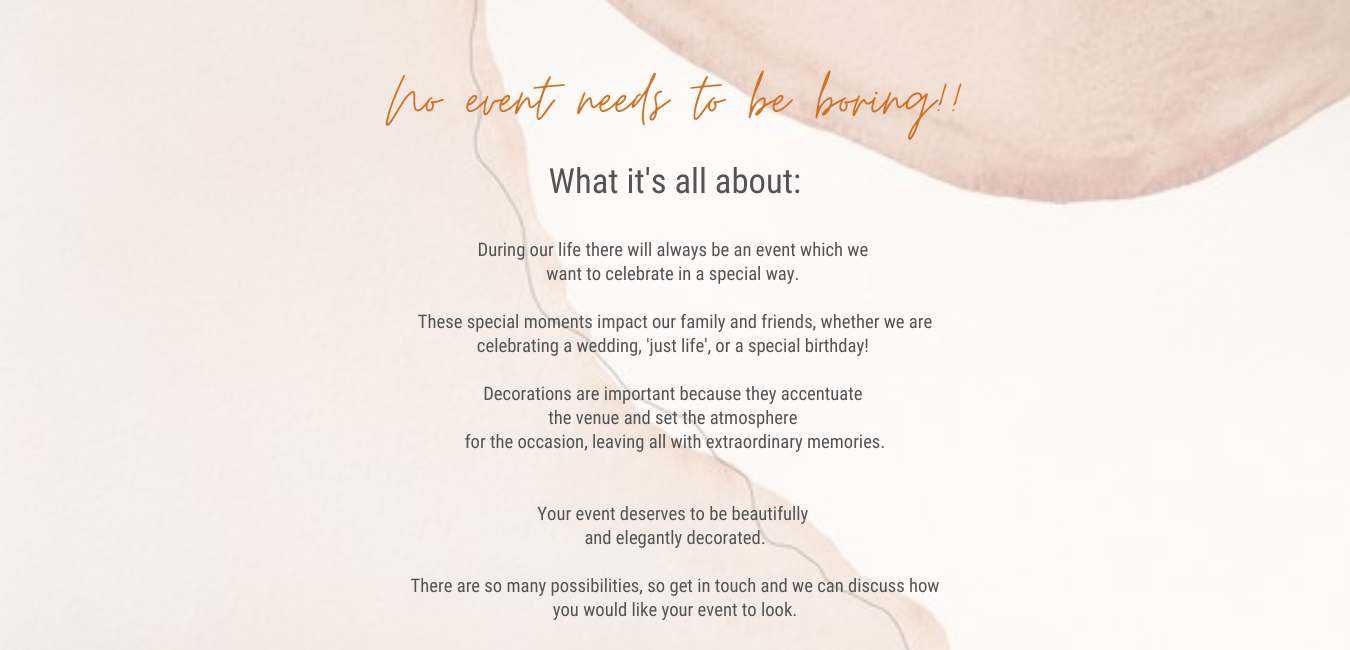 No event needs to be boring!!
What it's all about:
During our life there will always be an event which we
want to celebrate in a special way.
These special moments impact our family and friends, whether we are
celebrating a wedding, 'just life', or a special birthday!
Decorations are important because they accentuate
the venue and set the atmosphere
for the occasion, leaving all with extraordinary memories.
Your event deserves to be beautifully
and elegantly decorated.
There are so many possibilities, so get in touch and we can discuss how
you would like your event to look.